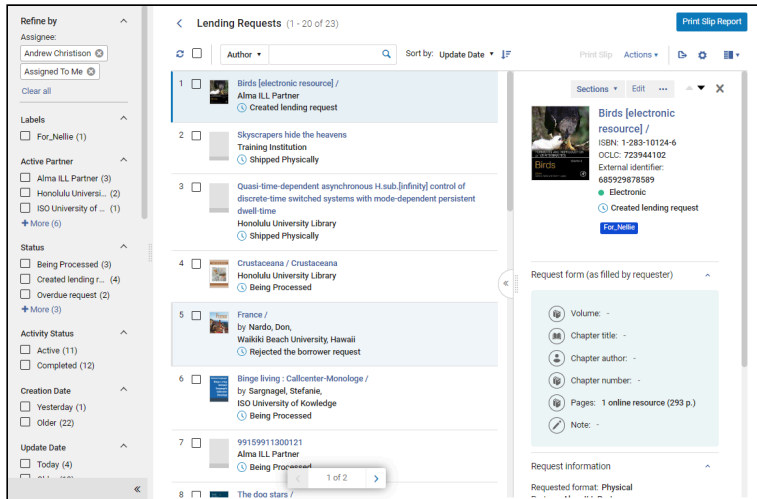 Refine by
Assignee:
Andrew Christison
Assigned To Me
Clear all
Labels
For_Nellie (1)
Active Partner
Alma ILL Partner (3)
Honolulu Universi... (2)
ISO University of ... (1)
+ More (6)
Status
Being Processed (3)
Created lending r... (4)
Overdue request (2)
+ More (3)
Activity Status
Active (11)
Completed (12)
Creation Date
Yesterday (1)
Older (22)
Update Date
Today (4)
Lending Requests (1 - 20 of 23)
Print Slip Report
Author
Sort by: Update Date
Print Slip
Actions
1
Birds [electronic resource] /
Alma ILL Partner
Created lending request
2
Skyscrapers hide the heavens
Training Institution
Shipped Physically
3
Quasi-time-dependent asynchronous H.sub.[infinity] control of
discrete-time switched systems with mode-dependent persistent
dwell-time
Honolulu University Library
Shipped Physically
4
Crustaceana / Crustaceana
Honolulu University Library
Being Processed
5
France /
by Nardo, Don,
Waikiki Beach University, Hawaii
Rejected the borrower request
6
Binge living : Callcenter-Monologe /
by Sargnagel, Stefanie,
ISO University of Kowledge
Being Processed
7
99159911300121
Alma ILL Partner
Being Processed
1 of 2
8
The dog stars /
Sections
Edit
Birds
Birds [electronic
resource] /
ISBN: 1-283-10124-6
OCLC: 723944102
External identifier:
685929878589
Electronic
Created lending request
For_Nellie
Request form (as filled by requester)
Volume: -
Chapter title: -
Chapter author: -
Chapter number: -
Pages: 1 online resource (293 p.)
Note: -
Request information
Requested format: Physical